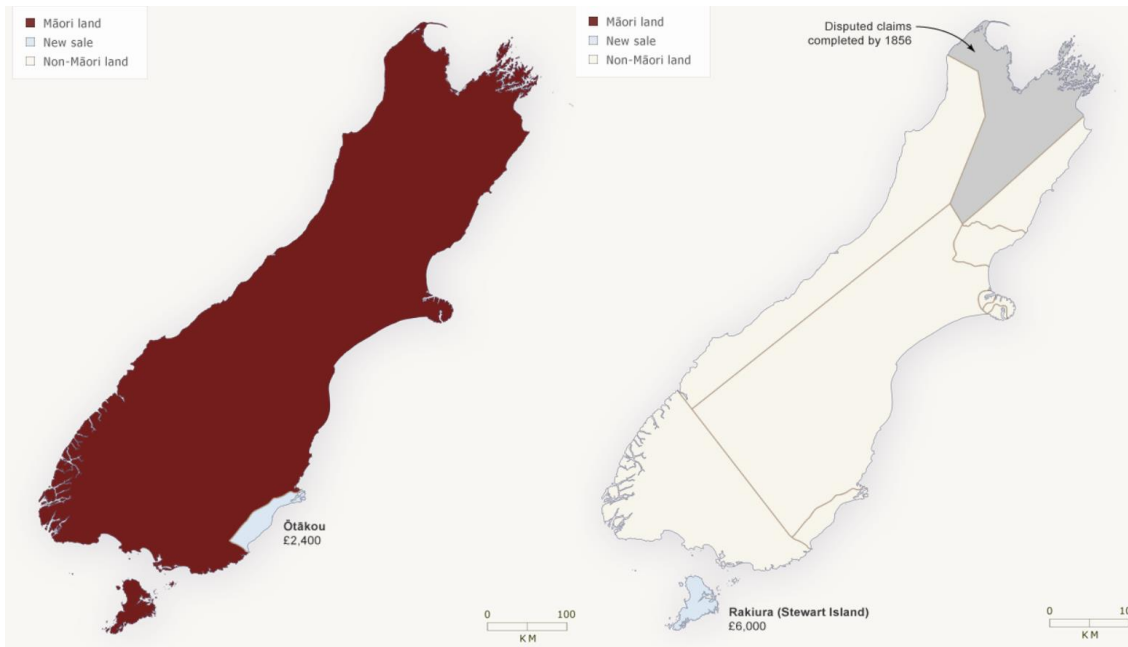 Māori land
New sale
Non-Māori land
Ōtākou
£2,400
0 100
KM
Māori land
New sale
Non-Māori land
Disputed claims
completed by 1856
Rakiura (Stewart Island)
£6,000
0
KM